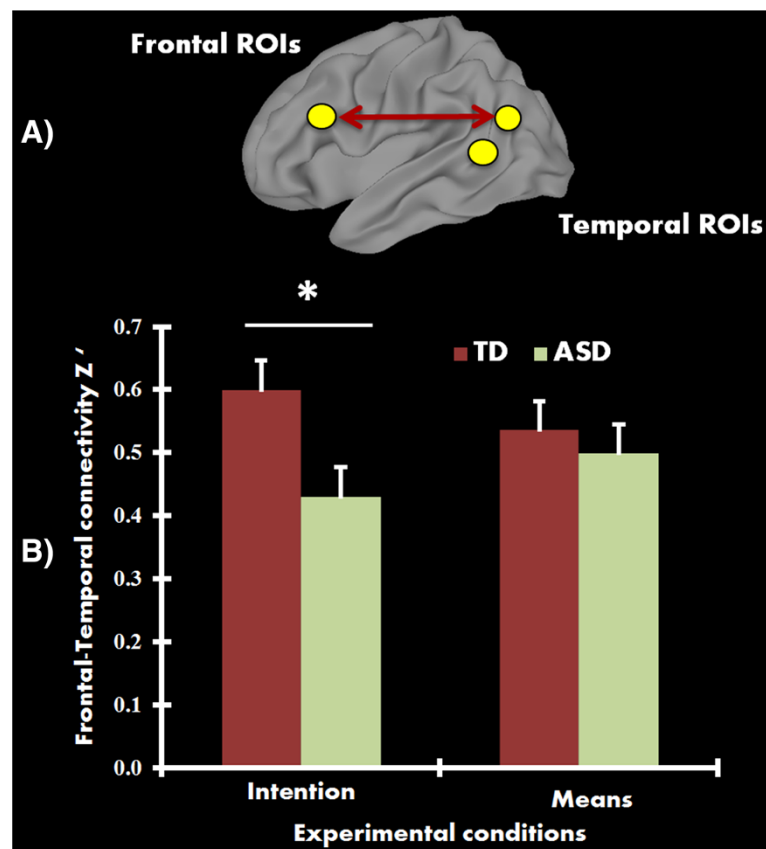 Frontal ROIs
A)
Temporal ROIs
*
0.7
TD
ASD
0.6
0.5
0.4
B)
0.3
0.2
0.1
0.0
Frontal-Temporal connectivity Z ′
Intention
Means
Experimental conditions